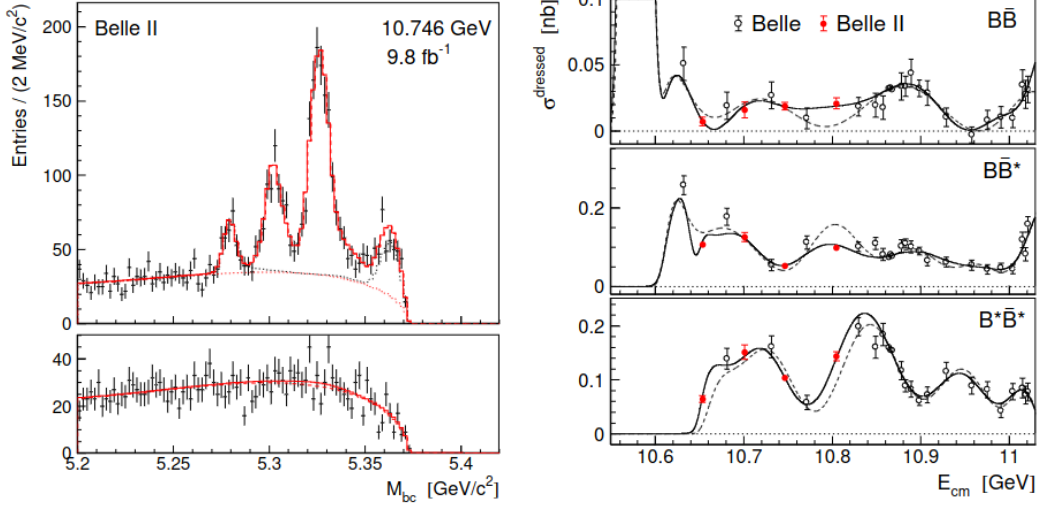 Belle II
10.746 GeV
9.8 fb⁻¹
Entries / (2 MeV/c²)
200
150
100
50
0
40
20
0
5.2
5.25
5.3
5.35
5.4
M_bc [GeV/c²]
σ^dressed [nb]
0.1
Belle
Belle II
BB̄
0.05
0
BB̄*
0.2
0
B*B̄*
0.2
0.1
0
10.6
10.7
10.8
10.9
11
E_cm [GeV]